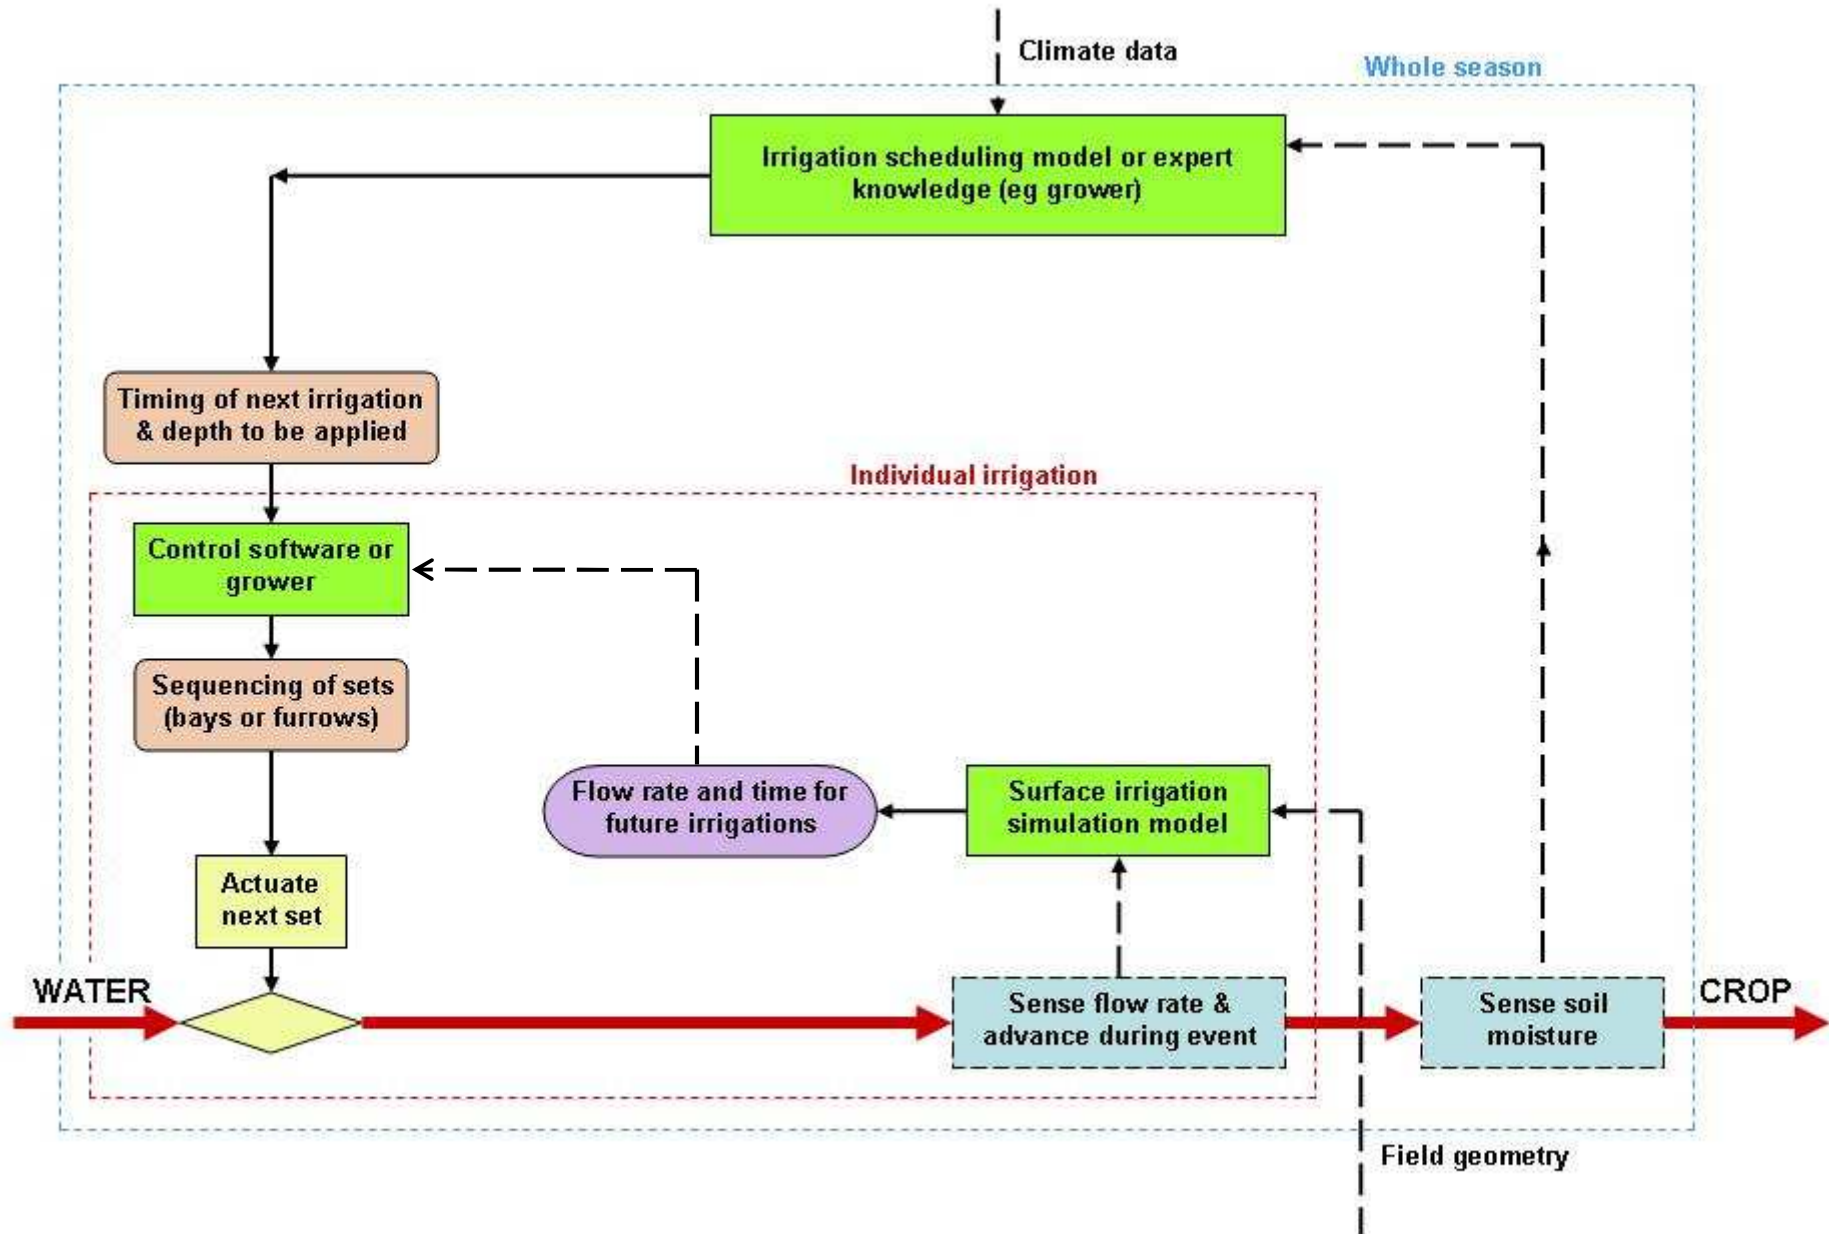 Climate data
Whole season
Irrigation scheduling model or expert
knowledge (eg grower)
Timing of next irrigation
& depth to be applied
Individual irrigation
Control software or
grower
Sequencing of sets
(bays or furrows)
Flow rate and time for
future irrigations
Surface irrigation
simulation model
Actuate
next set
WATER
Sense flow rate &
advance during event
Sense soil
moisture
CROP
Field geometry